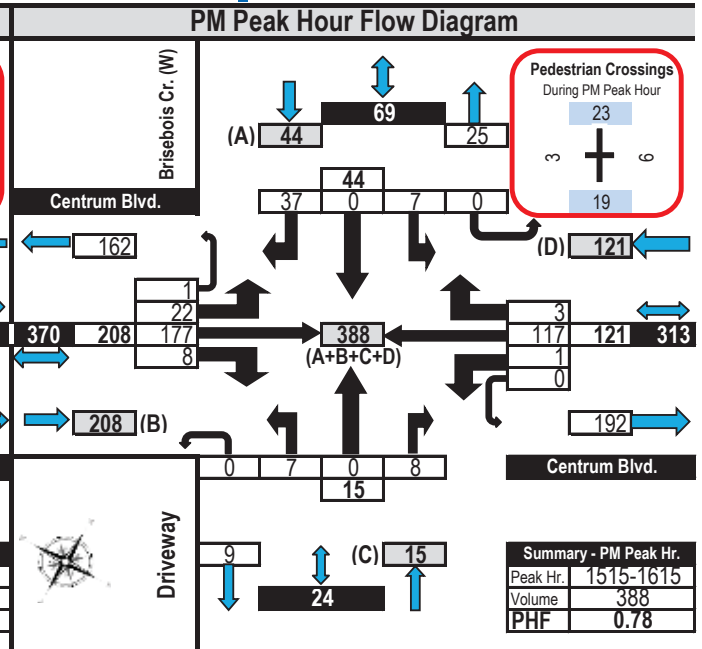 PM Peak Hour Flow Diagram
Brisebois Cr. (W)
Pedestrian Crossings
During PM Peak Hour
23
3
6
19
69
(A) 44
25
44
37 0 7 0
Centrum Blvd.
162
(D) 121
1
22
370 208 177
8
388
(A+B+C+D)
3
117 121 313
1
0
208 (B)
192
0 7 0 8
15
Centrum Blvd.
Driveway
9
(C) 15
24
Summary - PM Peak Hr.
Peak Hr. 1515-1615
Volume 388
PHF 0.78